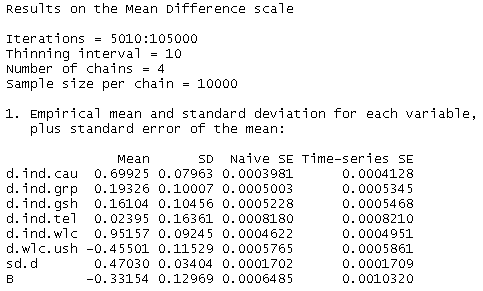 Results on the Mean Difference scale
Iterations = 5010:105000
Thinning interval = 10
Number of chains = 4
Sample size per chain = 10000
1. Empirical mean and standard deviation for each variable,
plus standard error of the mean:
Mean SD Naive SE Time-series SE
d.ind.cau 0.69925 0.07963 0.0003981 0.0004128
d.ind.grp 0.19326 0.10007 0.0005003 0.0005345
d.ind.gsh 0.16104 0.10456 0.0005228 0.0005468
d.ind.tel 0.02395 0.16361 0.0008180 0.0008210
d.ind.wlc 0.95157 0.09245 0.0004622 0.0004951
d.wlc.ush -0.45501 0.11529 0.0005765 0.0005861
sd.d 0.47030 0.03404 0.0001702 0.0001709
B -0.33154 0.12969 0.0006485 0.0010320